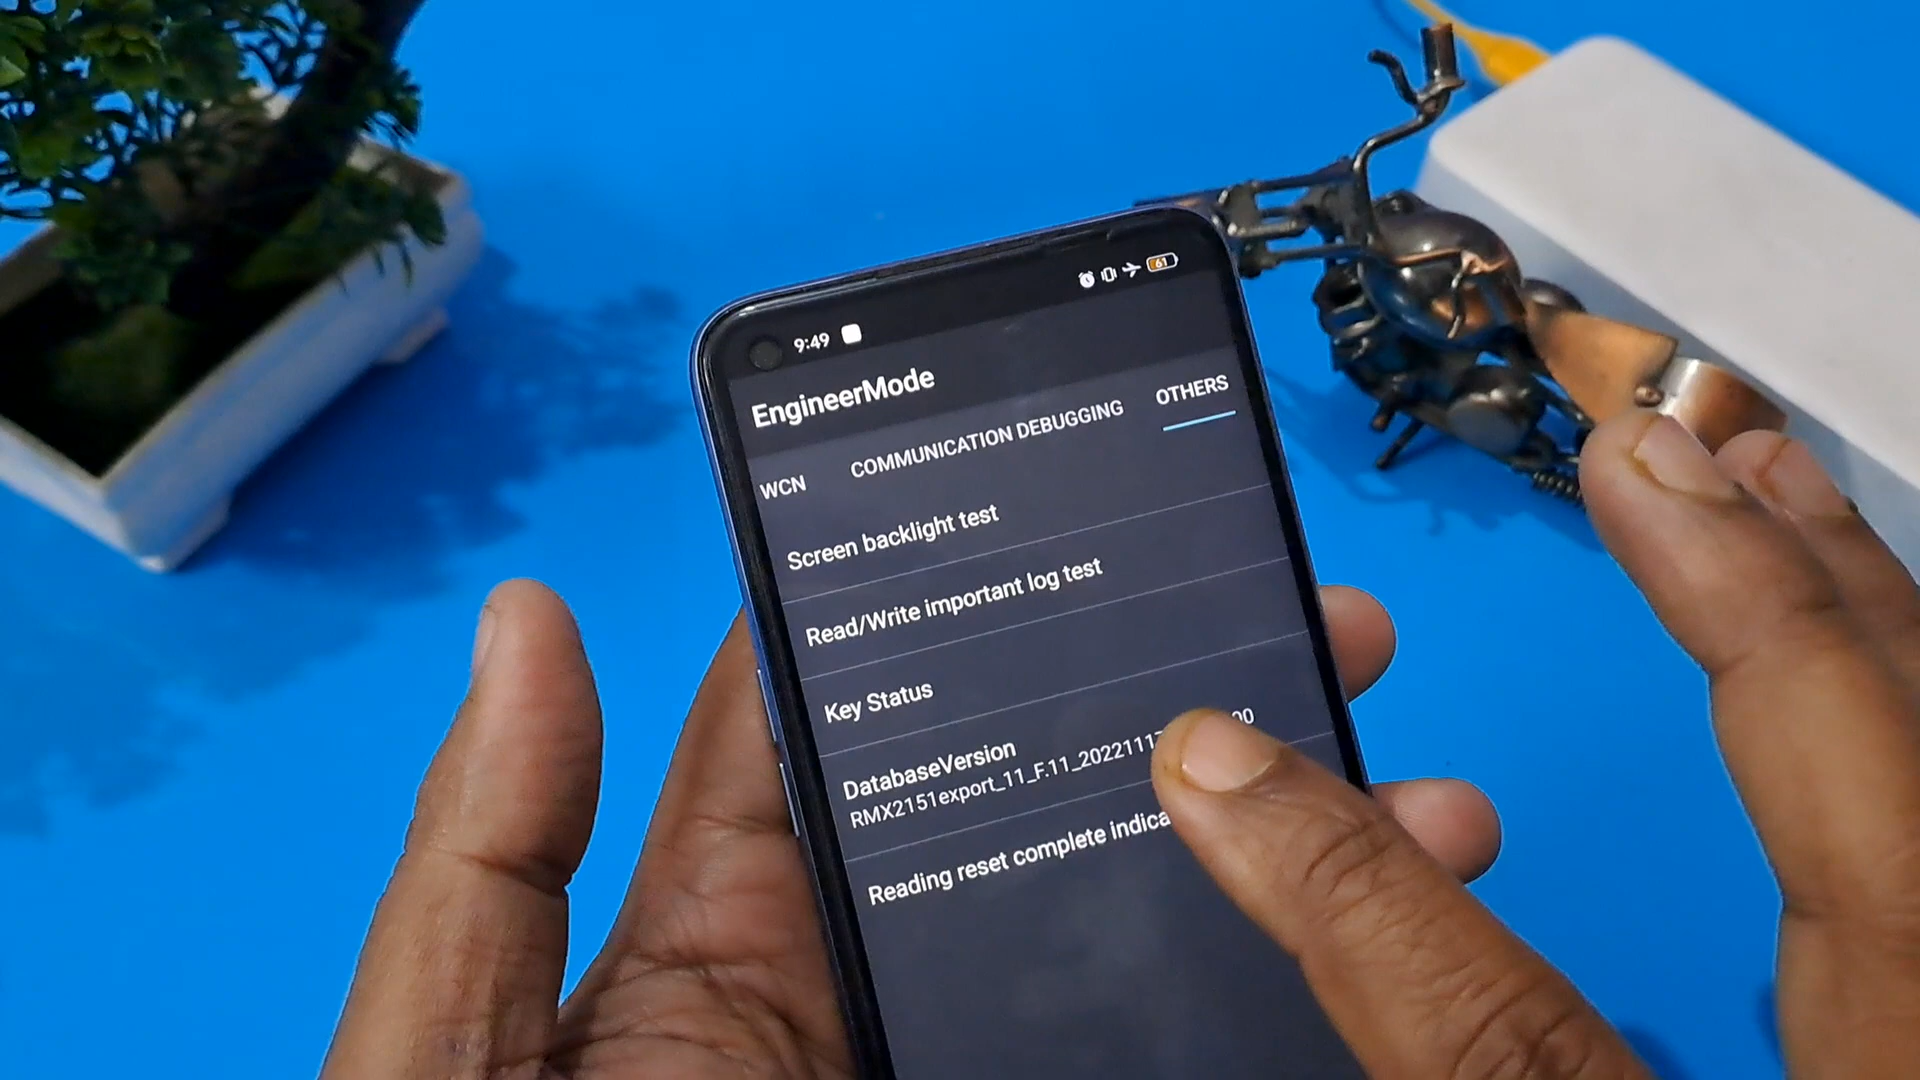 9:49
61
EngineerMode
WCN COMMUNICATION DEBUGGING OTHERS
Screen backlight test
Read/Write important log test
Key Status
DatabaseVersion
RMX2151export_11_F.11_2022111
Reading reset complete